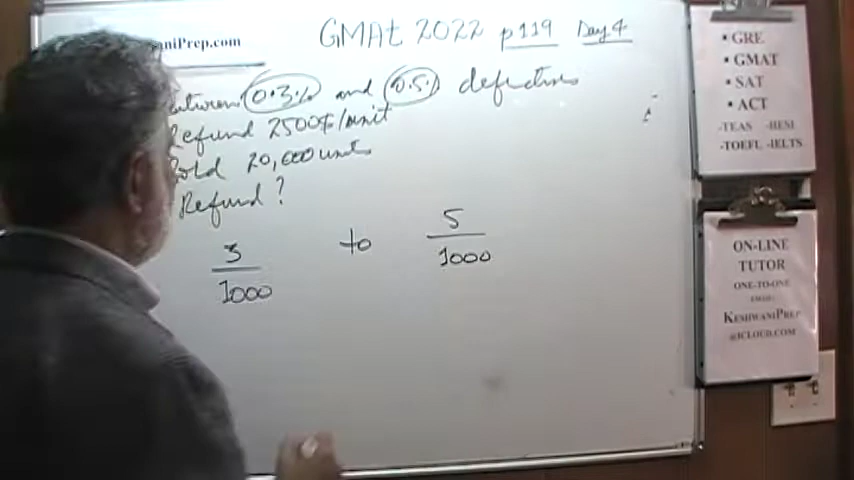 niPrep.com
GMAt 2022 p119 Day 4
between 0.3% and 0.5% defectives
Refund 2500$/unit
Sold 20,000 units
Refund ?
3/1000 to 5/1000
• GRE
• GMAT
• SAT
• ACT
-TEAS -HESI
-TOEFL -IELTS
ON-LINE
TUTOR
ONE-TO-ONE
EMAIL:
KESHWANIPREP
@ICLOUD.COM